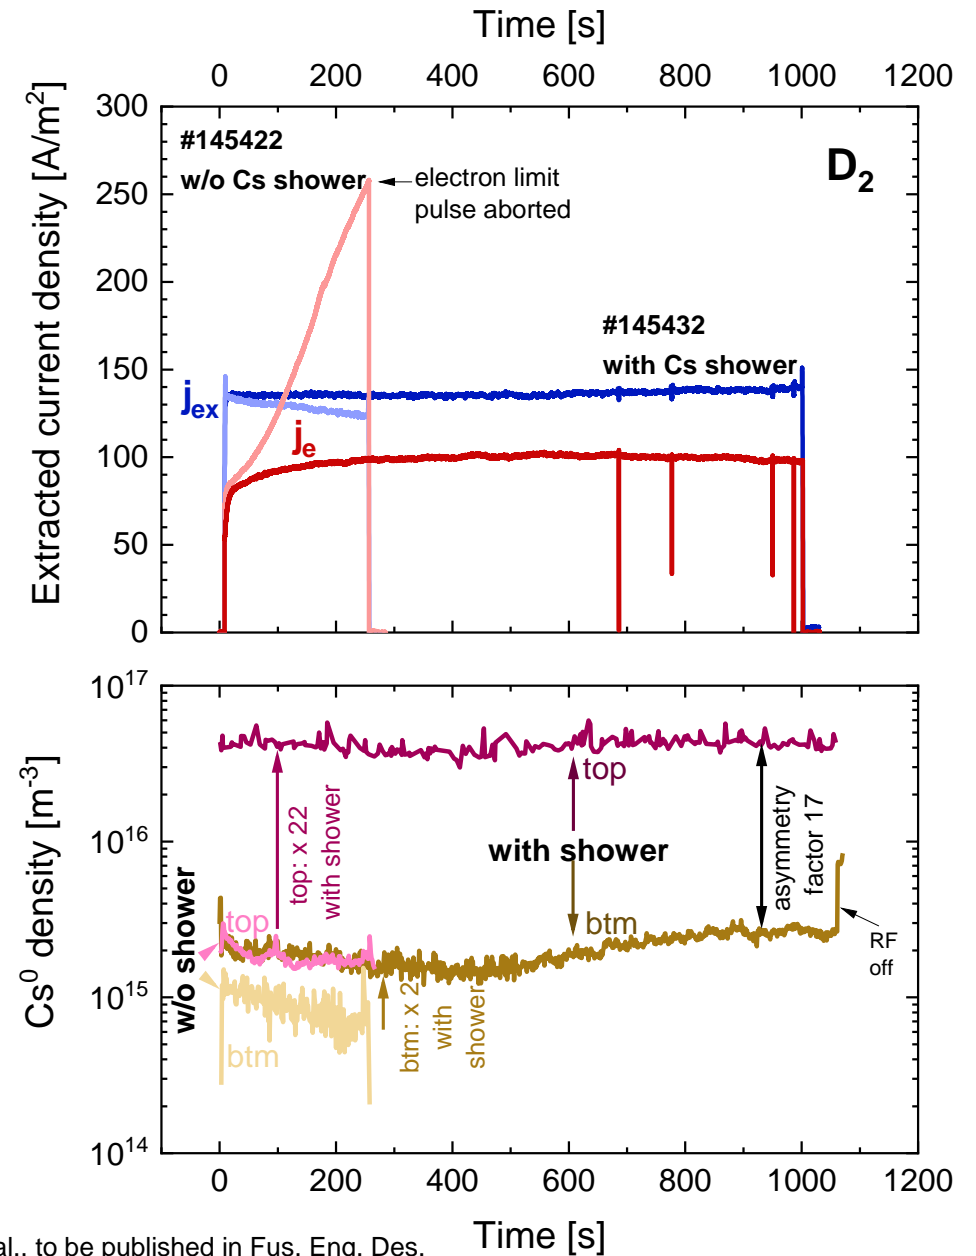 Time [s]
0 200 400 600 800 1000 1200
Extracted current density [A/m²]
300
250
200
150
100
50
0
#145422
w/o Cs shower
electron limit
pulse aborted
D₂
#145432
with Cs shower
jₑₓ
jₑ
Cs⁰ density [m⁻³]
10¹⁷
10¹⁶
10¹⁵
10¹⁴
top: x 22
with shower
top
with shower
btm
asymmetry
factor 17
RF
off
w/o shower
top
btm
btm: x 2
with
shower
0 200 400 600 800 1000 1200
Time [s]
al., to be published in Fus. Eng. Des.